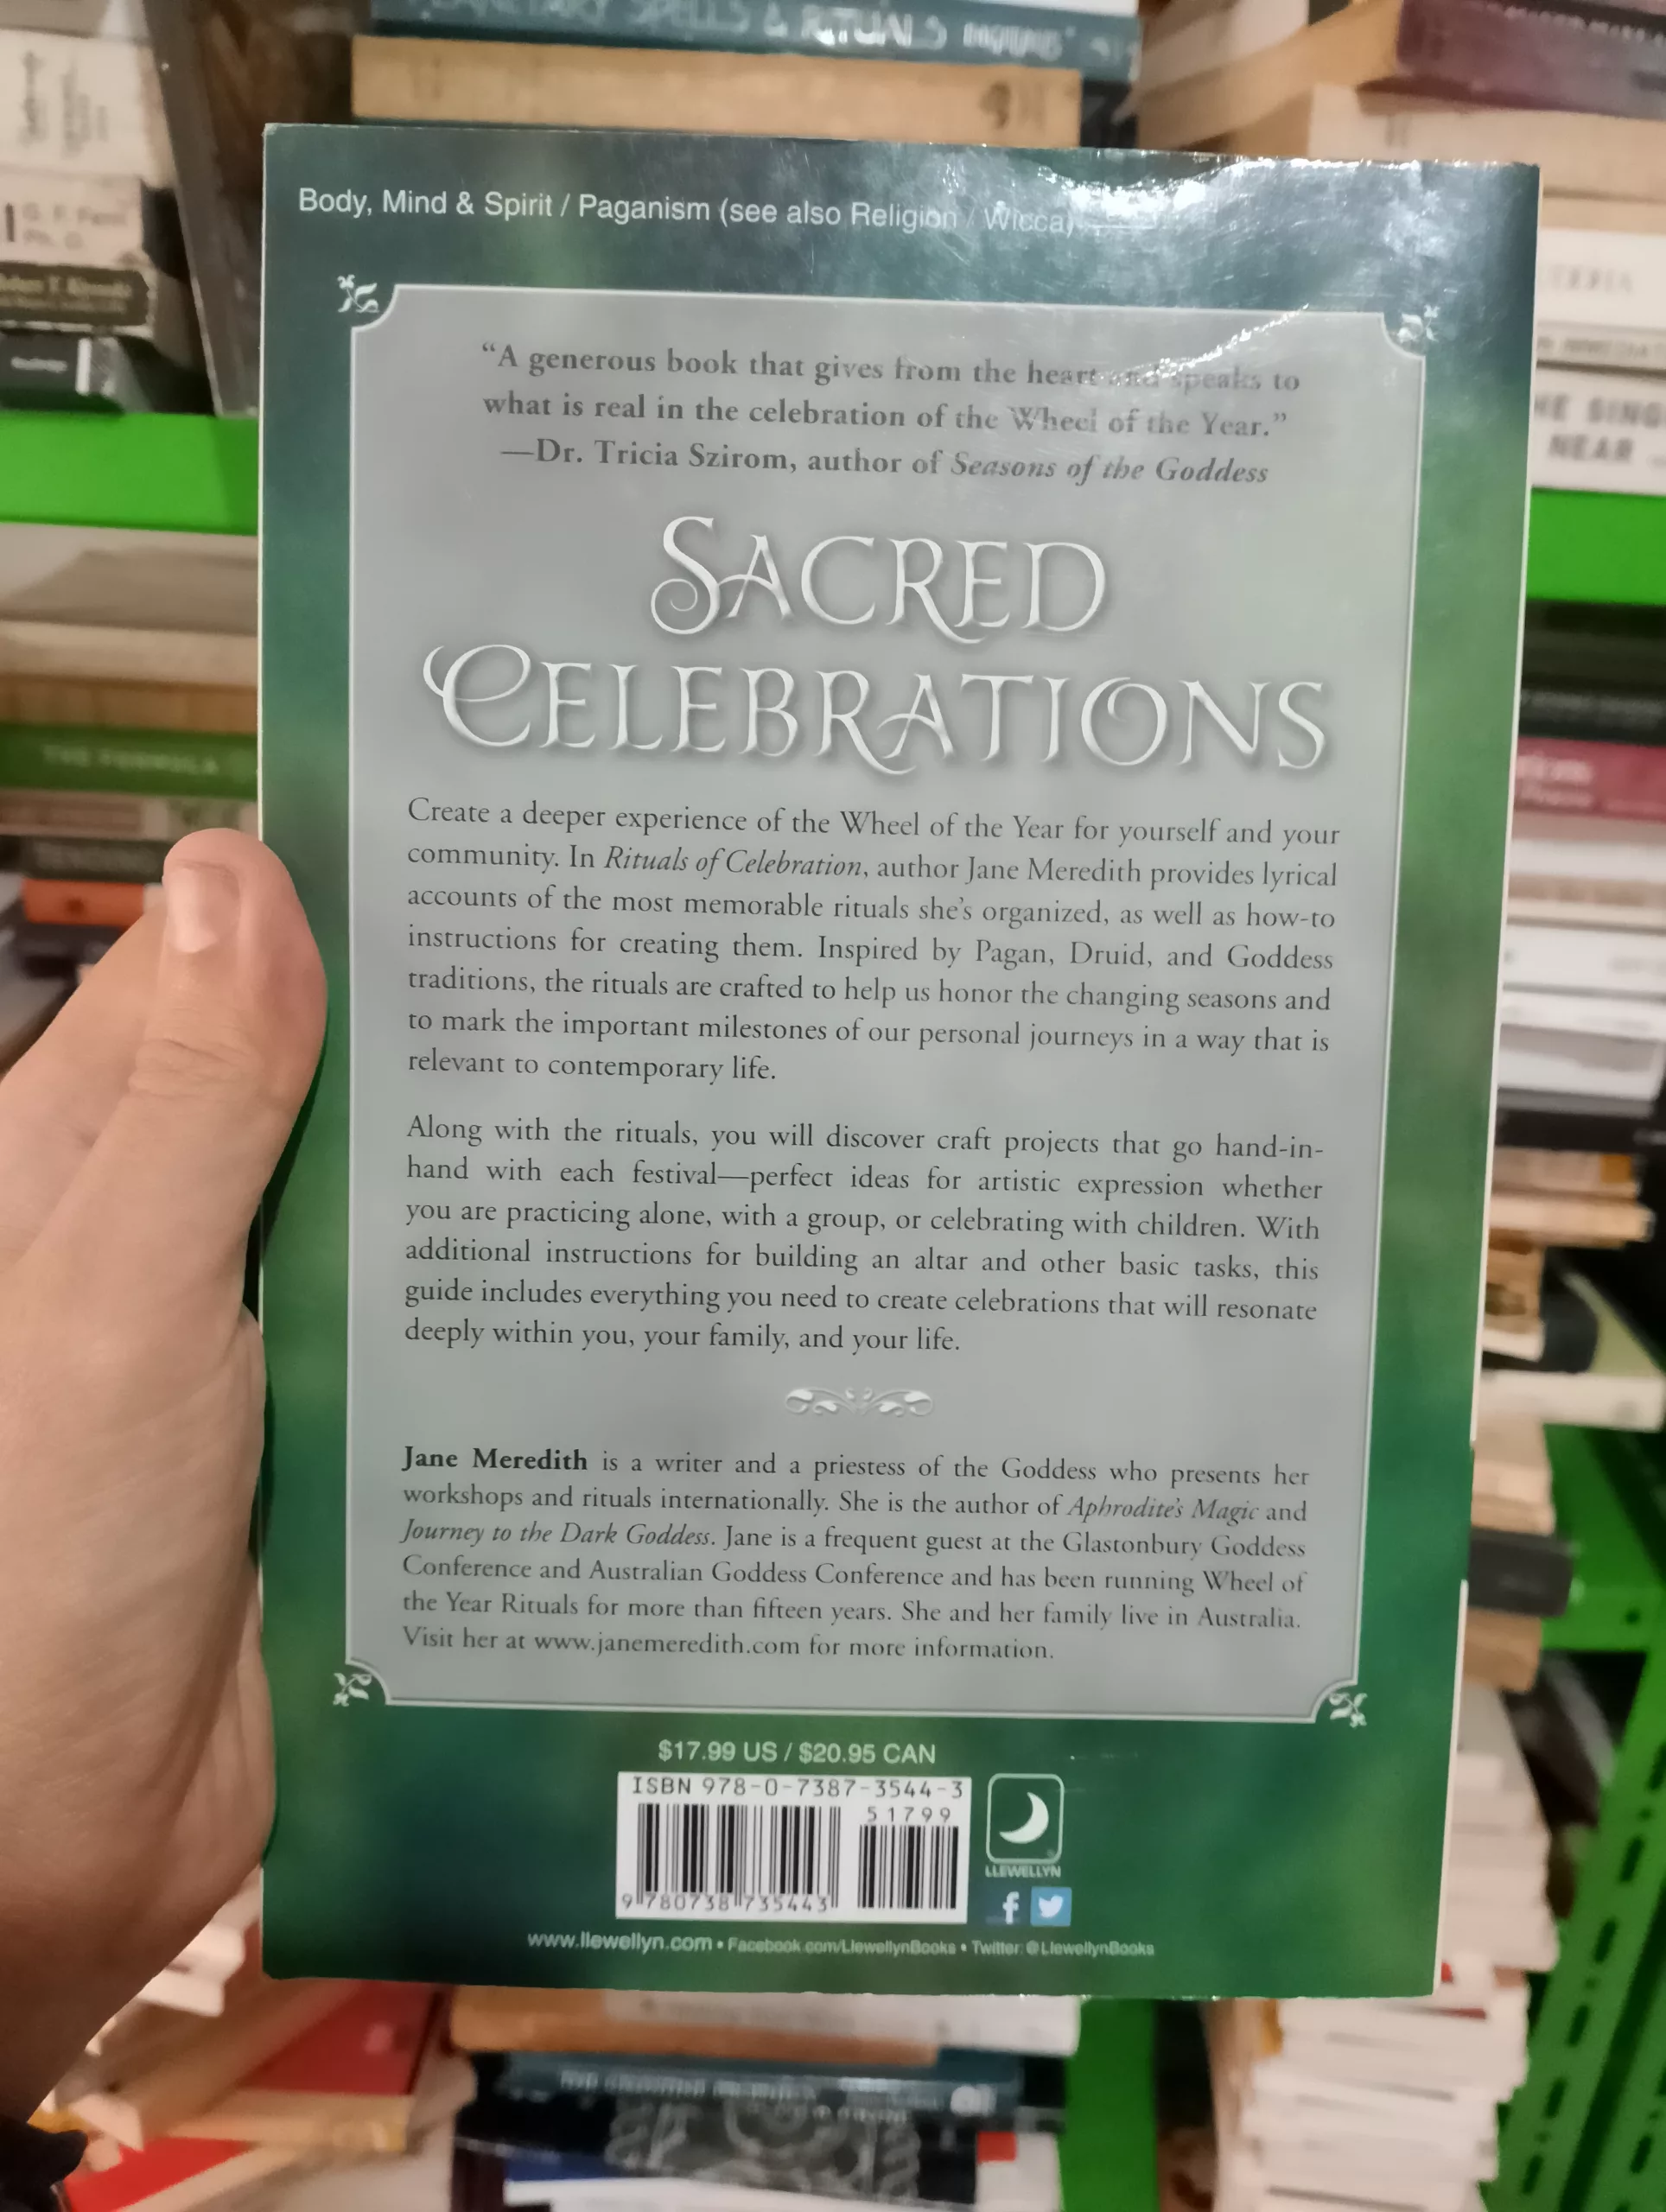 SPELLS & RITUALS
Body, Mind & Spirit / Paganism (see also Religion / Wicca)
“A generous book that gives from the heart and speaks to
what is real in the celebration of the Wheel of the Year.”
—Dr. Tricia Szirom, author of Seasons of the Goddess
SACRED
CELEBRATIONS
Create a deeper experience of the Wheel of the Year for yourself and your
community. In Rituals of Celebration, author Jane Meredith provides lyrical
accounts of the most memorable rituals she’s organized, as well as how-to
instructions for creating them. Inspired by Pagan, Druid, and Goddess
traditions, the rituals are crafted to help us honor the changing seasons and
to mark the important milestones of our personal journeys in a way that is
relevant to contemporary life.
Along with the rituals, you will discover craft projects that go hand-in-
hand with each festival—perfect ideas for artistic expression whether
you are practicing alone, with a group, or celebrating with children. With
additional instructions for building an altar and other basic tasks, this
guide includes everything you need to create celebrations that will resonate
deeply within you, your family, and your life.
Jane Meredith is a writer and a priestess of the Goddess who presents her
workshops and rituals internationally. She is the author of Aphrodite’s Magic and
Journey to the Dark Goddess. Jane is a frequent guest at the Glastonbury Goddess
Conference and Australian Goddess Conference and has been running Wheel of
the Year Rituals for more than fifteen years. She and her family live in Australia.
Visit her at www.janemeredith.com for more information.
$17.99 US / $20.95 CAN
ISBN 978-0-7387-3544-3
51799
9 780738 735443
LLEWELLYN
www.llewellyn.com • Facebook.com/LlewellynBooks • Twitter: @LlewellynBooks
THE FORMULA
NEAR